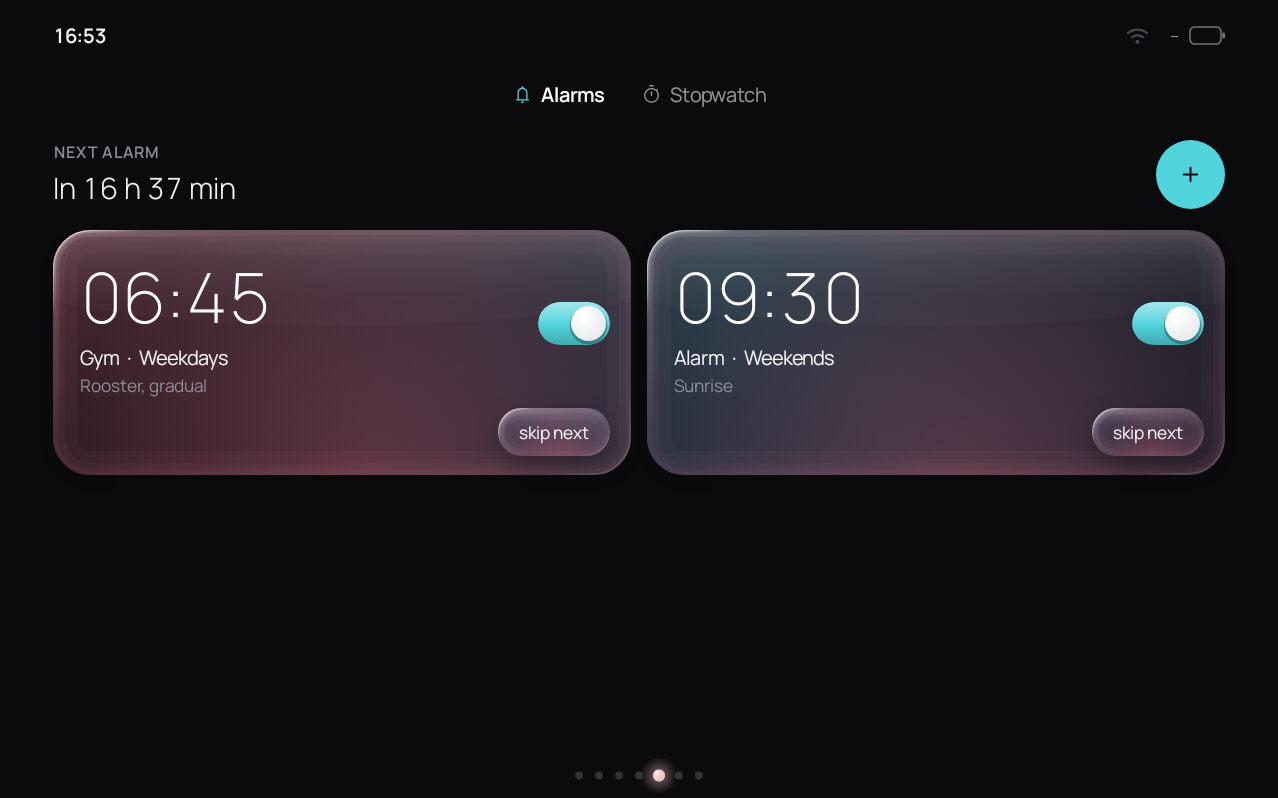 16:53
–
Alarms
Stopwatch
NEXT ALARM
In 16 h 37 min
+
06:45
Gym · Weekdays
Rooster, gradual
skip next
09:30
Alarm · Weekends
Sunrise
skip next